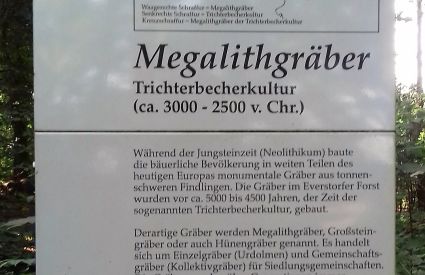 Waagerechte Schraffur = Megalithgräber
Senkrechte Schraffur = Trichterbecherkultur
Kreuzschraffur = Megalithgräber der Trichterbecherkultur
Megalithgräber
Trichterbecherkultur
(ca. 3000 - 2500 v. Chr.)
Während der Jungsteinzeit (Neolithikum) baute
die bäuerliche Bevölkerung in weiten Teilen des
heutigen Europas monumentale Gräber aus tonnen-
schweren Findlingen. Die Gräber im Everstorfer Forst
wurden vor ca. 5000 bis 4500 Jahren, der Zeit der
sogenannten Trichterbecherkultur, gebaut.
Derartige Gräber werden Megalithgräber, Großstein-
gräber oder auch Hünengräber genannt. Es handelt
sich um Einzelgräber (Urdolmen) und Gemeinschafts-
gräber (Kollektivgräber) für Siedlungsgemeinschaften.